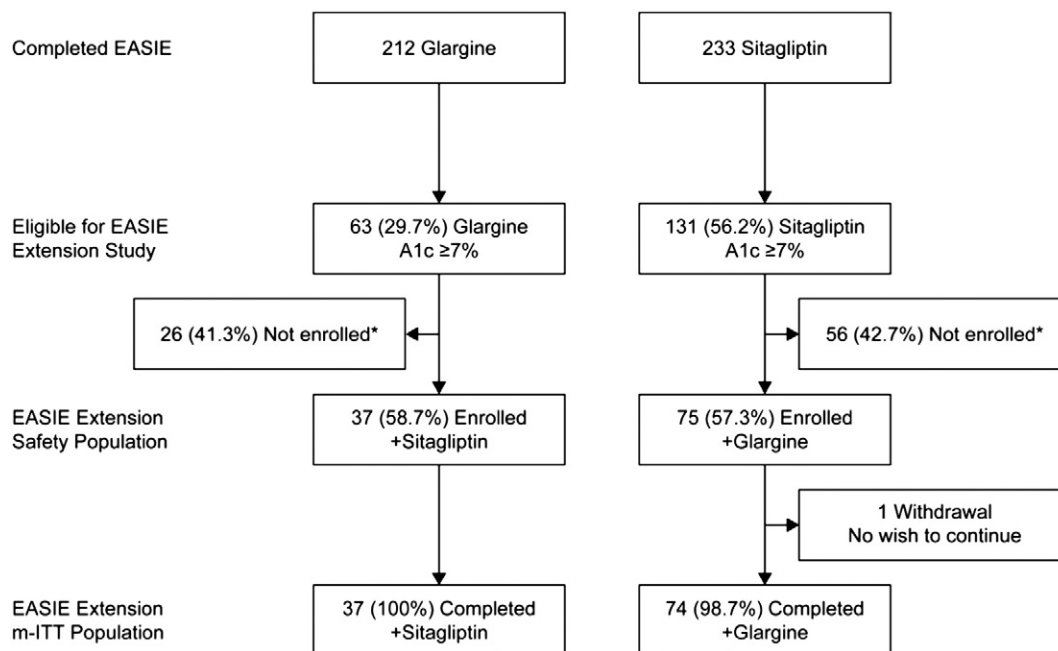 Completed EASIE
212 Glargine
233 Sitagliptin
Eligible for EASIE
Extension Study
63 (29.7%) Glargine
A1c ≥7%
131 (56.2%) Sitagliptin
A1c ≥7%
26 (41.3%) Not enrolled*
56 (42.7%) Not enrolled*
EASIE Extension
Safety Population
37 (58.7%) Enrolled
+Sitagliptin
75 (57.3%) Enrolled
+Glargine
1 Withdrawal
No wish to continue
EASIE Extension
m-ITT Population
37 (100%) Completed
+Sitagliptin
74 (98.7%) Completed
+Glargine